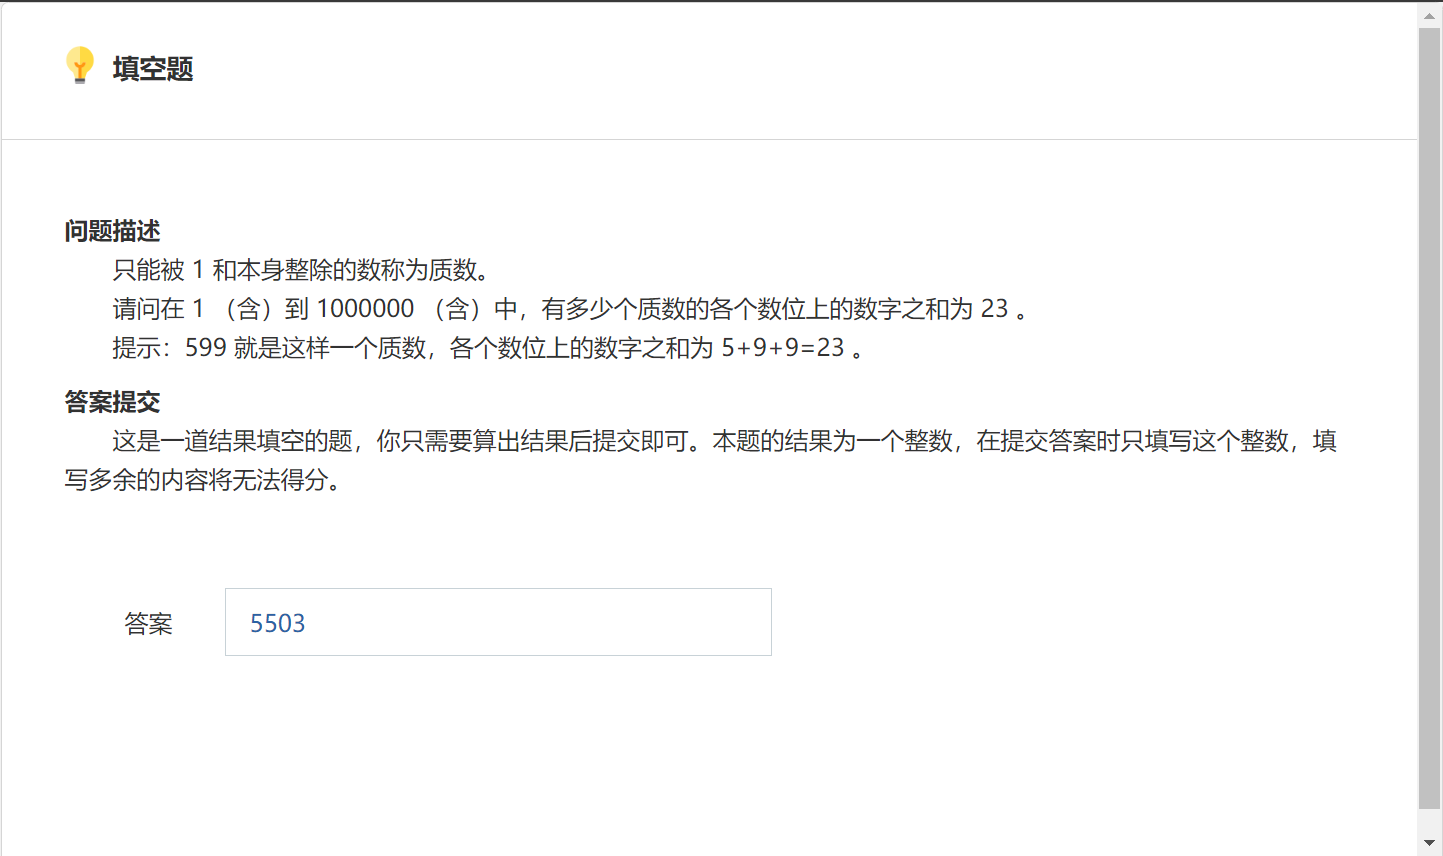 填空题
问题描述
只能被 1 和本身整除的数称为质数。
请问在 1 （含）到 1000000 （含）中，有多少个质数的各个数位上的数字之和为 23 。
提示：599 就是这样一个质数，各个数位上的数字之和为 5+9+9=23 。
答案提交
这是一道结果填空的题，你只需要算出结果后提交即可。本题的结果为一个整数，在提交答案时只填写这个整数，填
写多余的内容将无法得分。
答案 5503